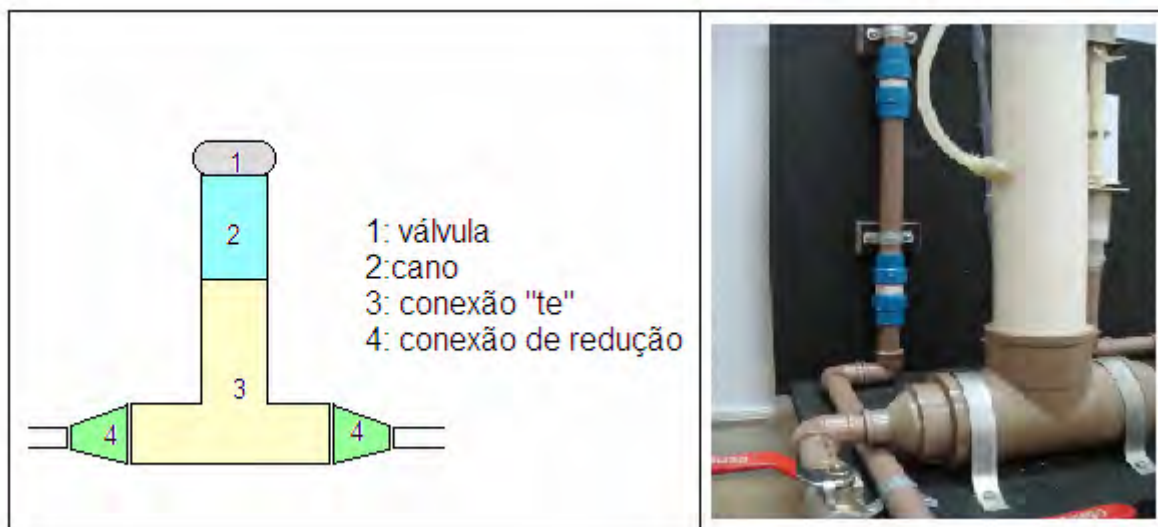 1
2
3
4
4
1: válvula
2:cano
3: conexão "te"
4: conexão de redução